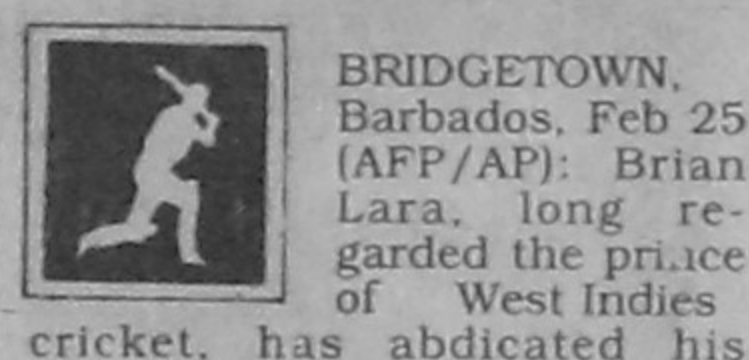 BRIDGETOWN,
Barbados, Feb 25
(AFP/AP): Brian
Lara, long re-
garded the prince
of West Indies
cricket, has abdicated his